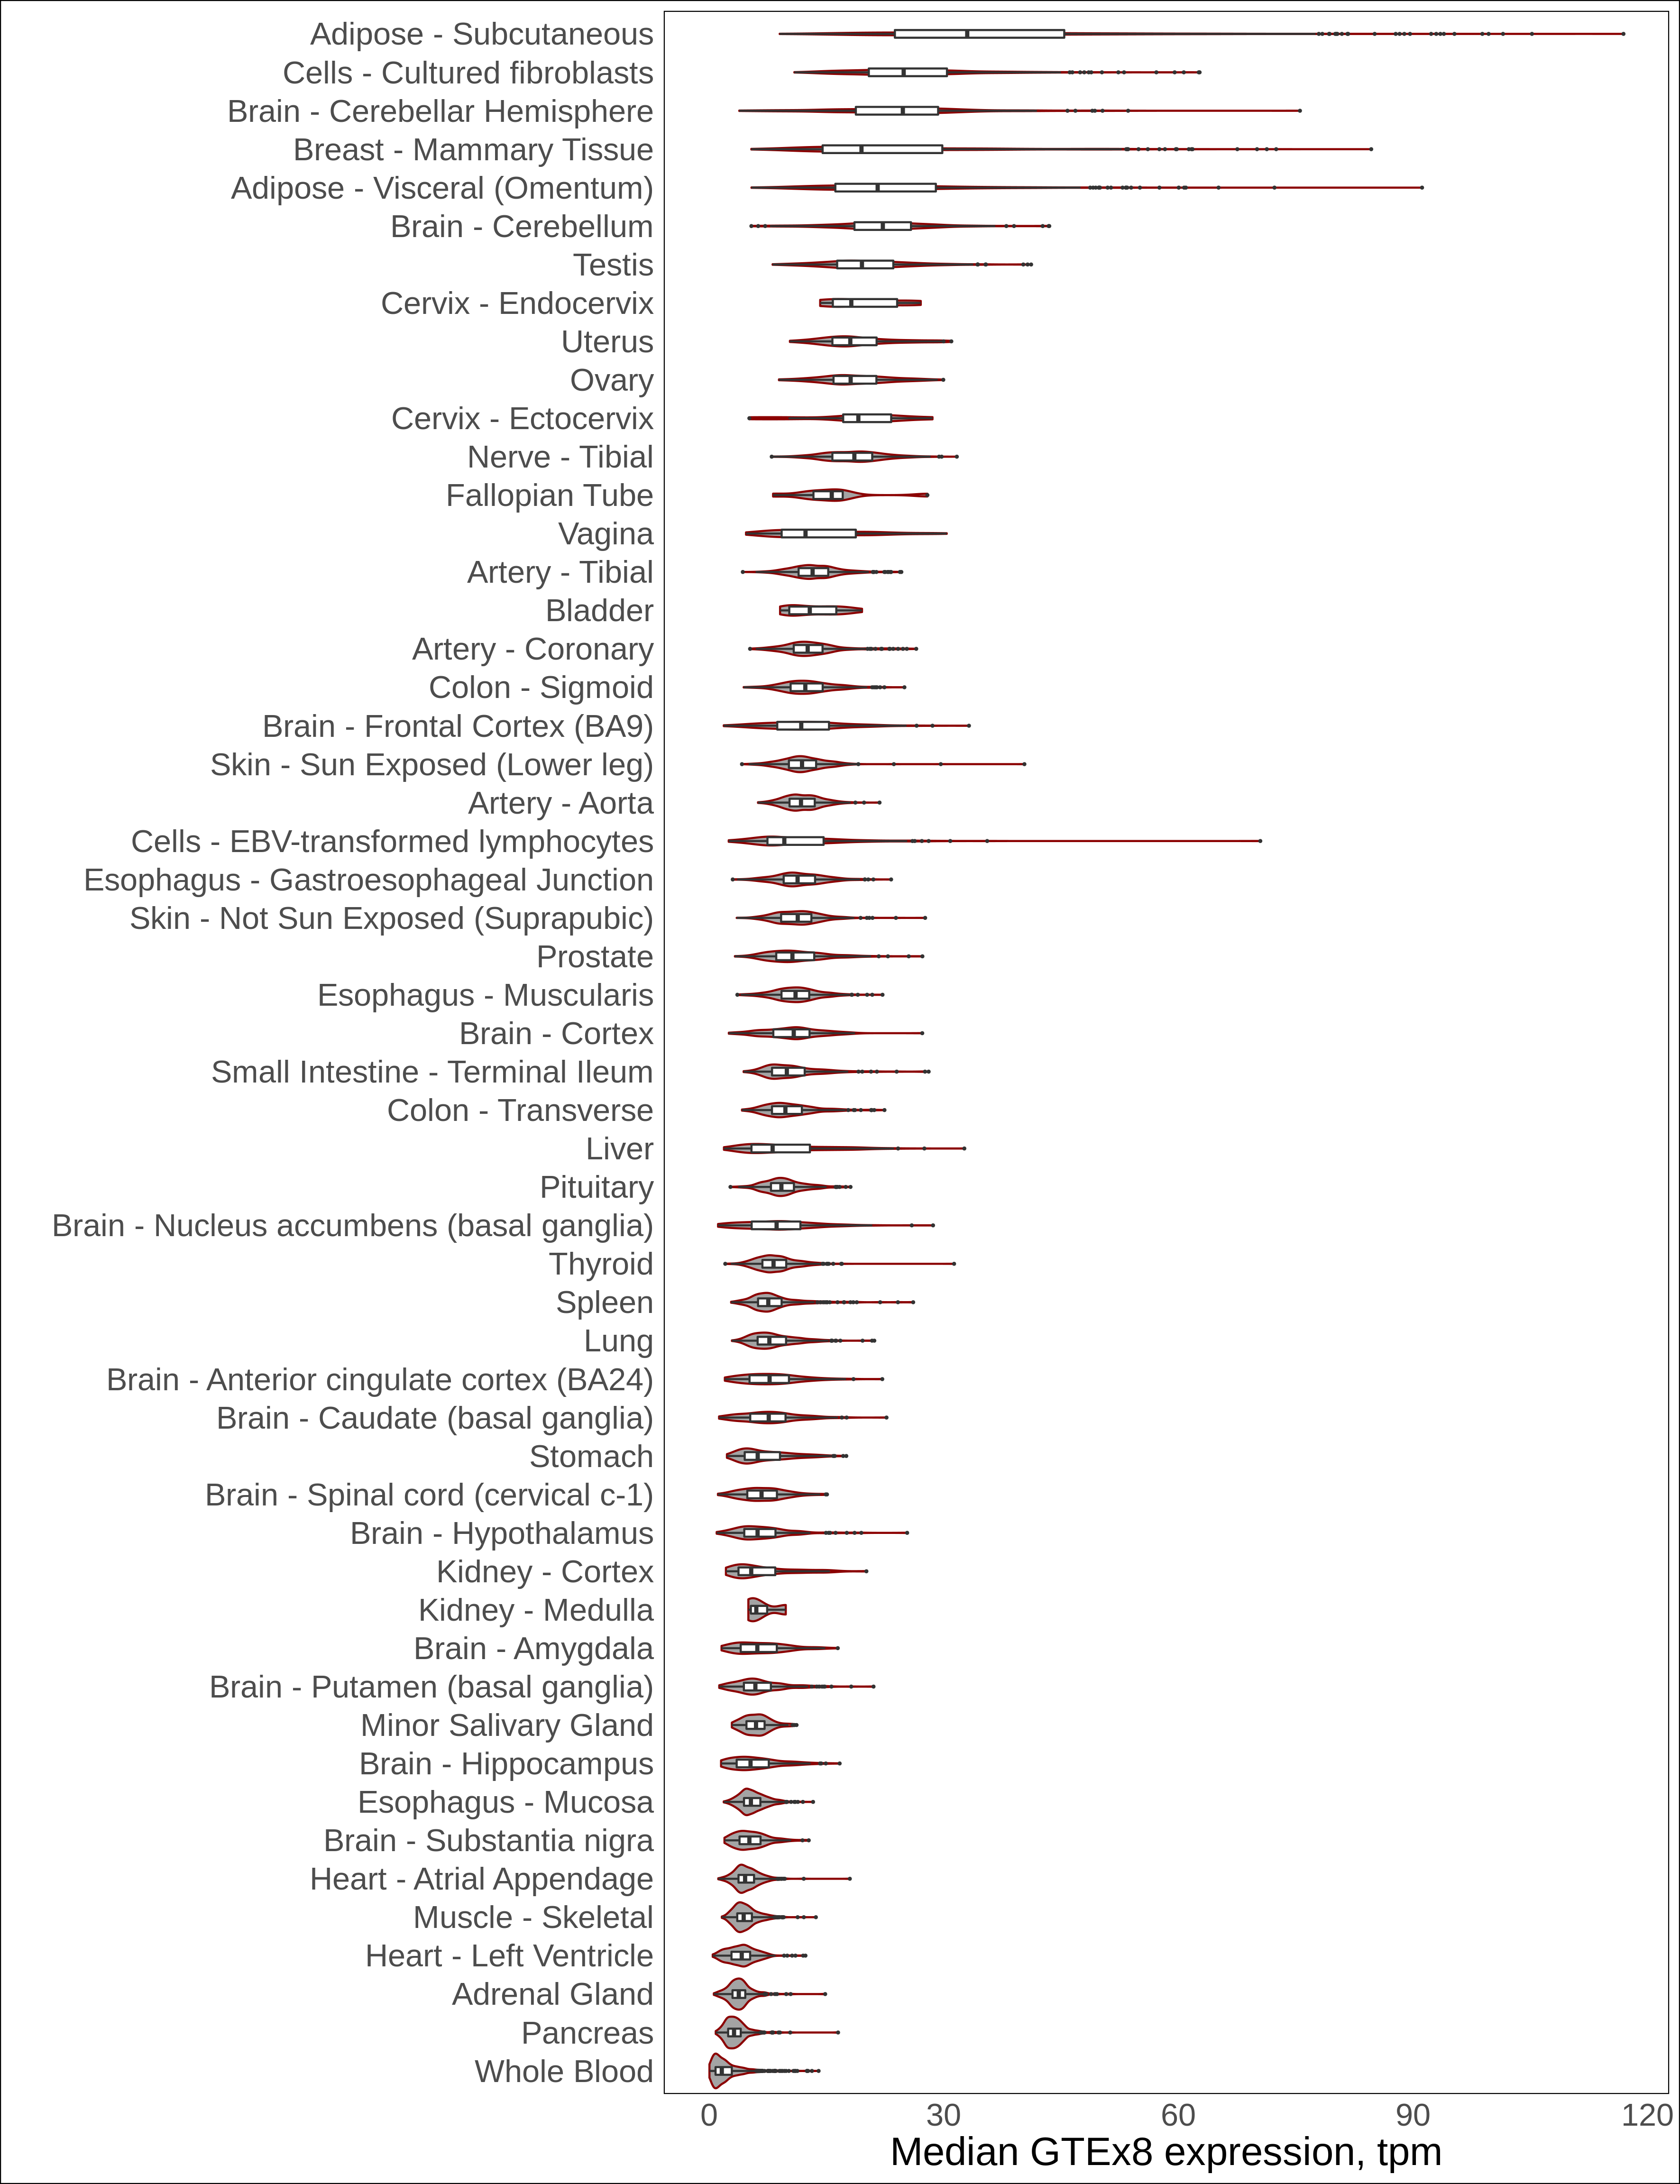 Adipose - Subcutaneous
Cells - Cultured fibroblasts
Brain - Cerebellar Hemisphere
Breast - Mammary Tissue
Adipose - Visceral (Omentum)
Brain - Cerebellum
Testis
Cervix - Endocervix
Uterus
Ovary
Cervix - Ectocervix
Nerve - Tibial
Fallopian Tube
Vagina
Artery - Tibial
Bladder
Artery - Coronary
Colon - Sigmoid
Brain - Frontal Cortex (BA9)
Skin - Sun Exposed (Lower leg)
Artery - Aorta
Cells - EBV-transformed lymphocytes
Esophagus - Gastroesophageal Junction
Skin - Not Sun Exposed (Suprapubic)
Prostate
Esophagus - Muscularis
Brain - Cortex
Small Intestine - Terminal Ileum
Colon - Transverse
Liver
Pituitary
Brain - Nucleus accumbens (basal ganglia)
Thyroid
Spleen
Lung
Brain - Anterior cingulate cortex (BA24)
Brain - Caudate (basal ganglia)
Stomach
Brain - Spinal cord (cervical c-1)
Brain - Hypothalamus
Kidney - Cortex
Kidney - Medulla
Brain - Amygdala
Brain - Putamen (basal ganglia)
Minor Salivary Gland
Brain - Hippocampus
Esophagus - Mucosa
Brain - Substantia nigra
Heart - Atrial Appendage
Muscle - Skeletal
Heart - Left Ventricle
Adrenal Gland
Pancreas
Whole Blood
0 30 60 90 120
Median GTEx8 expression, tpm